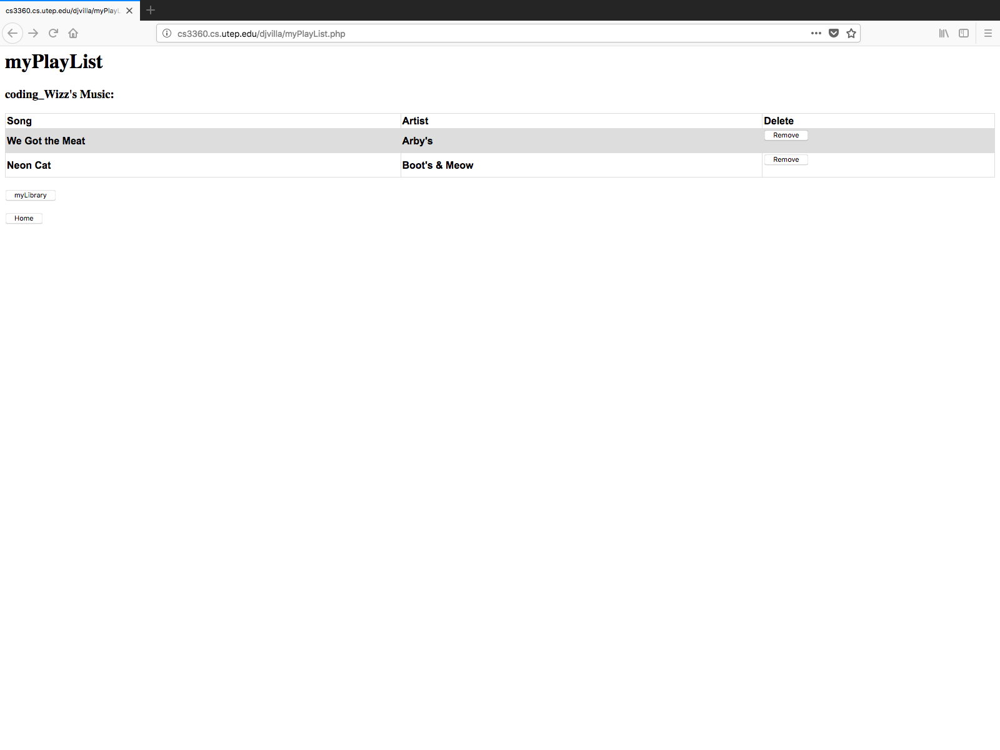 cs3360.cs.utep.edu/djvilla/myPlayL
cs3360.cs.utep.edu/djvilla/myPlayList.php
myPlayList
coding_Wizz's Music:
Song Artist Delete
We Got the Meat Arby's Remove
Neon Cat Boot's & Meow Remove
myLibrary
Home